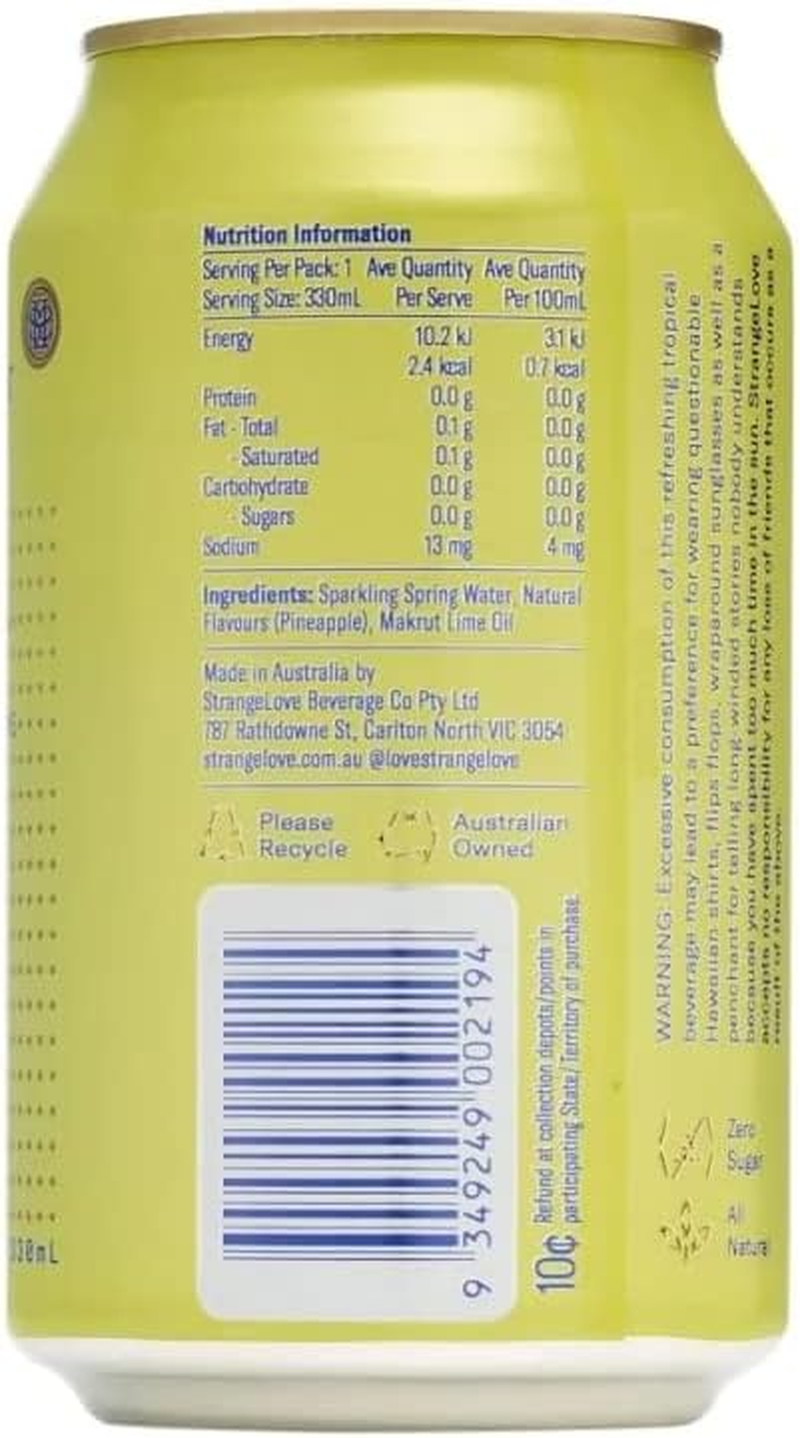 Nutrition Information
Serving Per Pack: 1 Ave Quantity Ave Quantity
Serving Size: 330mL Per Serve Per 100mL
Energy 10.2 kJ 3.1 kJ
2.4 kcal 0.7 kcal
Protein 0.0 g 0.0 g
Fat - Total 0.1 g 0.0 g
- Saturated 0.1 g 0.0 g
Carbohydrate 0.0 g 0.0 g
- Sugars 0.0 g 0.0 g
Sodium 13 mg 4 mg
Ingredients: Sparkling Spring Water, Natural
Flavours (Pineapple), Makrut Lime Oil
Made in Australia by
StrangeLove Beverage Co Pty Ltd
787 Rathdowne St, Carlton North VIC 3054
strangelove.com.au @lovestrangelove
Please
Recycle
Australian
Owned
9 349249 002194
10¢ Refund at collection depots/points in
participating State/Territory of purchase.
WARNING: Excessive consumption of this refreshing tropical
beverage may lead to a preference for wearing questionable
Hawaiian shirts, flips flops, wraparound sunglasses as well as a
penchant for telling long-winded stories nobody understands
because you have spent too much time in the sun. StrangeLove
accepts no responsibility for any loss of friends that occurs as a
result of the above.
Zero
Sugar
All
Natural
330mL